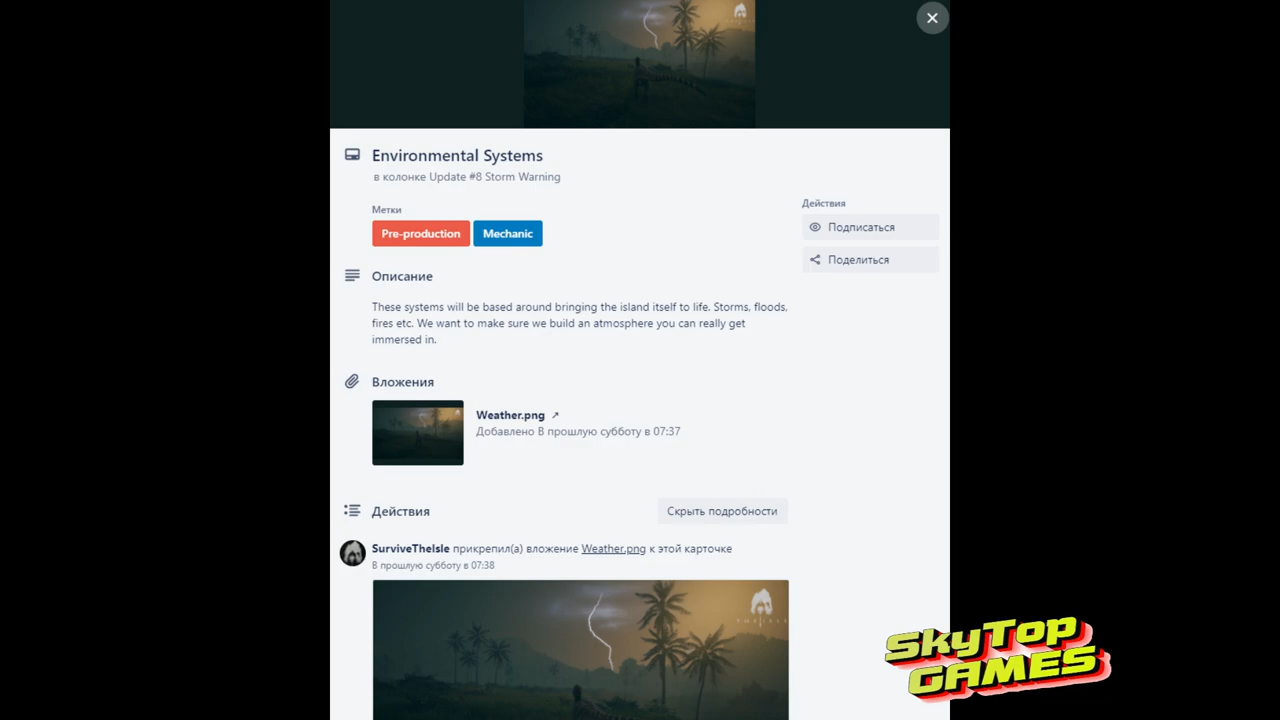 Environmental Systems
в колонке Update #8 Storm Warning
Метки
Pre-production Mechanic
Действия
Подписаться
Поделиться
Описание
These systems will be based around bringing the island itself to life. Storms, floods,
fires etc. We want to make sure we build an atmosphere you can really get
immersed in.
Вложения
Weather.png ↗
Добавлено В прошлую субботу в 07:37
Действия
Скрыть подробности
SurviveTheIsle прикрепил(а) вложение Weather.png к этой карточке
В прошлую субботу в 07:38
THE ISLE
SkyTop
GAMES